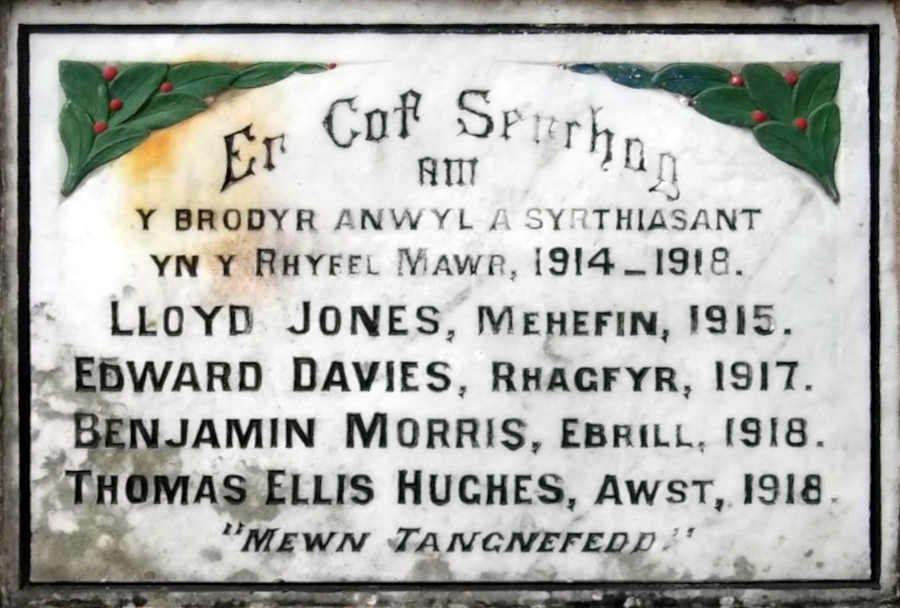 Er Cof Serchog
AM
Y BRODYR ANWYL A SYRTHIASANT
YN Y RHYFEL MAWR, 1914-1918.
LLOYD JONES, MEHEFIN, 1915.
EDWARD DAVIES, RHAGFYR, 1917.
BENJAMIN MORRIS, EBRILL, 1918.
THOMAS ELLIS HUGHES, AWST, 1918.
"MEWN TANGNEFEDD."